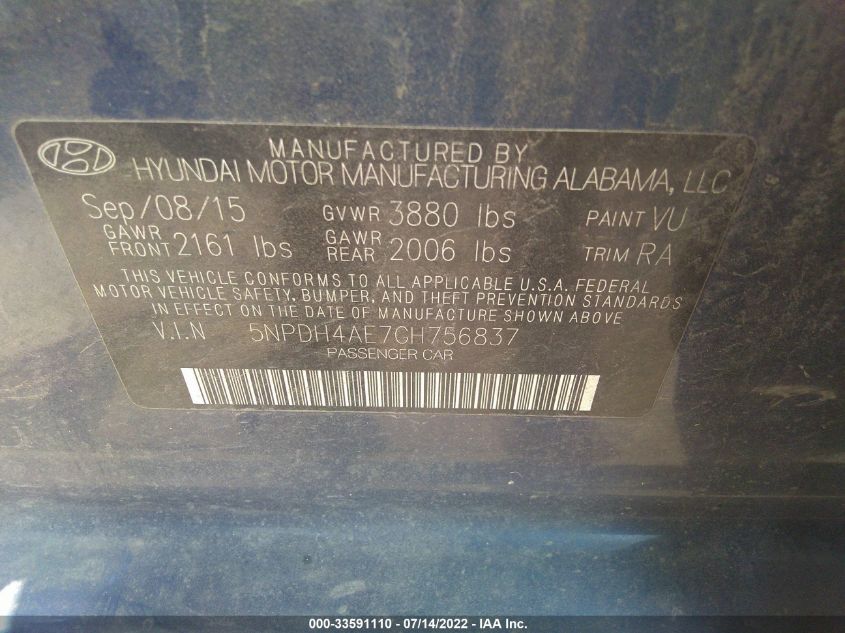 MANUFACTURED BY
HYUNDAI MOTOR MANUFACTURING ALABAMA, LLC
Sep/08/15 GVWR 3880 lbs PAINT VU
GAWR FRONT 2161 lbs GAWR REAR 2006 lbs TRIM RA
THIS VEHICLE CONFORMS TO ALL APPLICABLE U.S.A. FEDERAL
MOTOR VEHICLE SAFETY, BUMPER, AND THEFT PREVENTION STANDARDS
IN EFFECT ON THE DATE OF MANUFACTURE SHOWN ABOVE
V.I.N 5NPDH4AE7GH756837
PASSENGER CAR
000-33591110 - 07/14/2022 - IAA Inc.